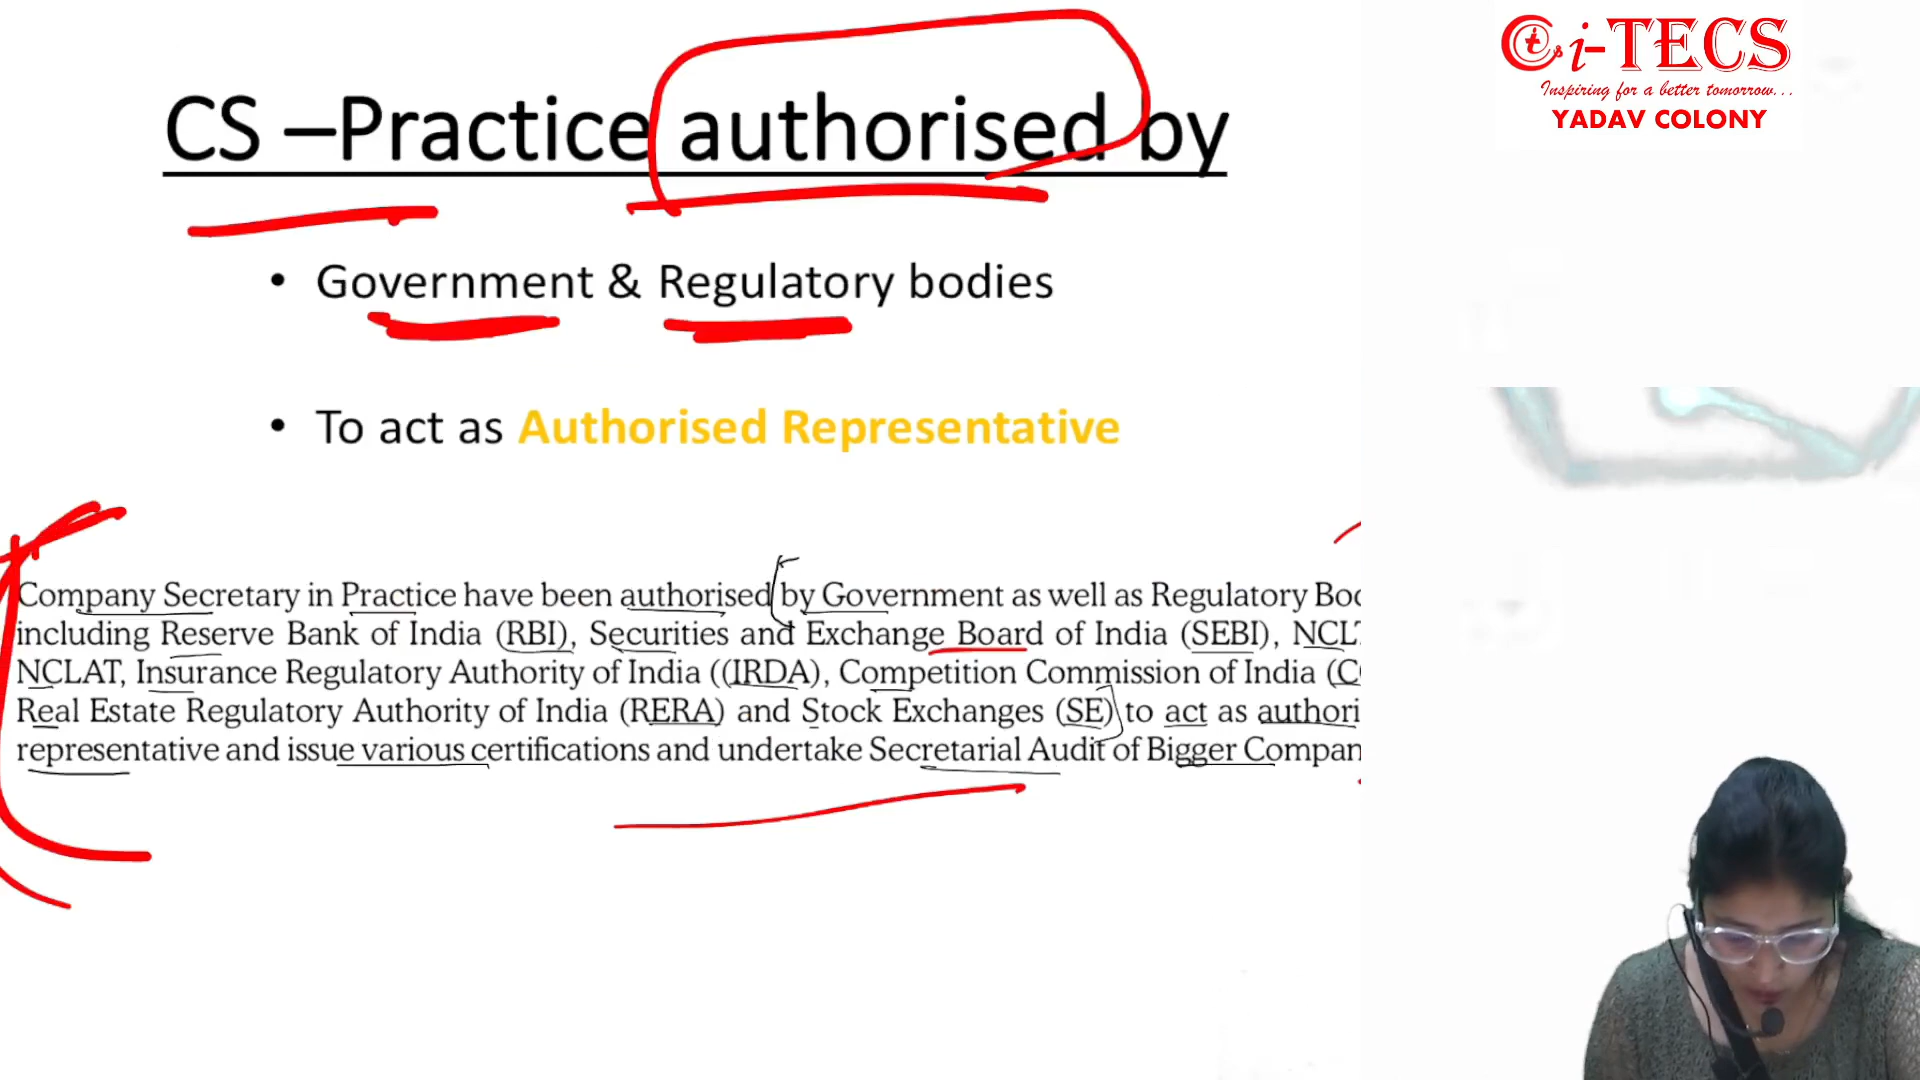 i-TECS
Inspiring for a better tomorrow...
YADAV COLONY
CS –Practice authorised by
• Government & Regulatory bodies
• To act as Authorised Representative
Company Secretary in Practice have been authorised by Government as well as Regulatory
including Reserve Bank of India (RBI), Securities and Exchange Board of India (SEBI),
NCLAT, Insurance Regulatory Authority of India ((IRDA), Competition Commission of India
Real Estate Regulatory Authority of India (RERA) and Stock Exchanges (SE) to act as
representative and issue various certifications and undertake Secretarial Audit of Bigger